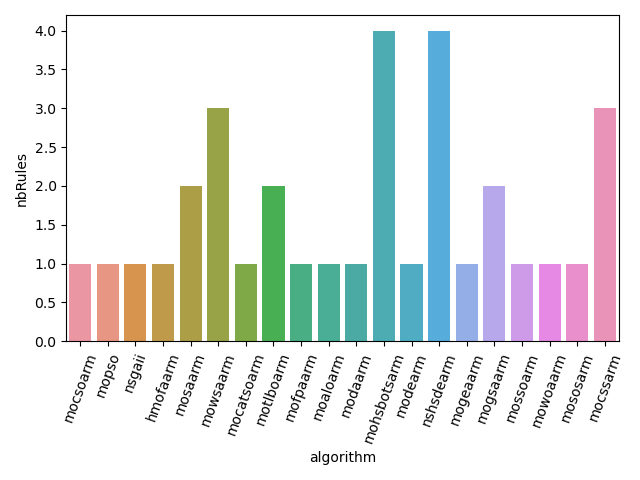 4.0
3.5
3.0
2.5
2.0
1.5
1.0
0.5
0.0
nbRules
mocsoarm
mopso
nsgaii
hmofaarm
mosaarm
mowsaarm
mocatsoarm
motlboarm
mofpaarm
moaloarm
modaarm
mohsbotsarm
modearm
nshsdearm
mogeaarm
mogsaarm
mossoarm
mowoaarm
mososarm
mocssarm
algorithm